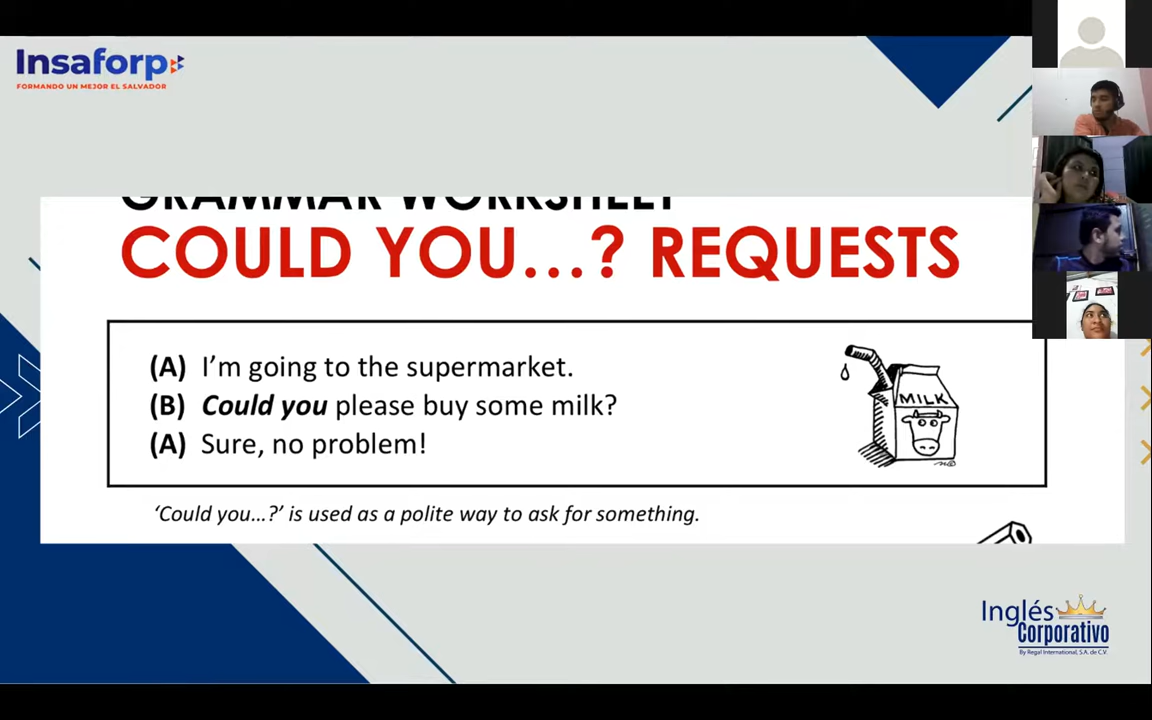 Insaforp
FORMANDO UN MEJOR EL SALVADOR
GRAMMAR WORKSHEET
COULD YOU...? REQUESTS
(A) I'm going to the supermarket.
(B) Could you please buy some milk?
(A) Sure, no problem!
MILK
'Could you...?' is used as a polite way to ask for something.
Inglés
Corporativo
By Regal International, S.A. de C.V.